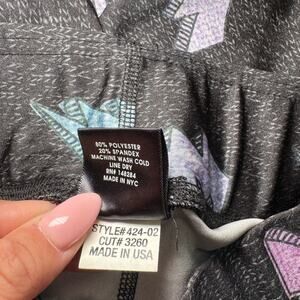 80% POLYESTER
20% SPANDEX
MACHINE WASH COLD
LINE DRY
RN# 148284
MADE IN NYC
STYLE# 424-02
CUT# 3260
MADE IN USA